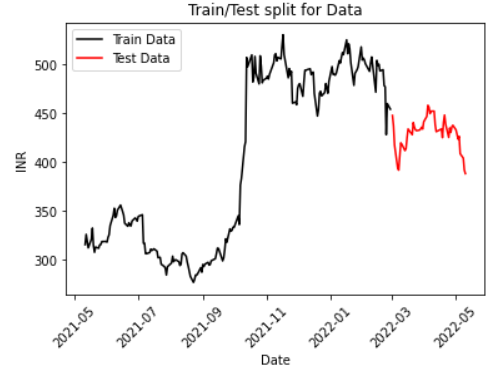 Train/Test split for Data
Train Data
Test Data
500
450
400
350
300
INR
2021-05
2021-07
2021-09
2021-11
2022-01
2022-03
2022-05
Date